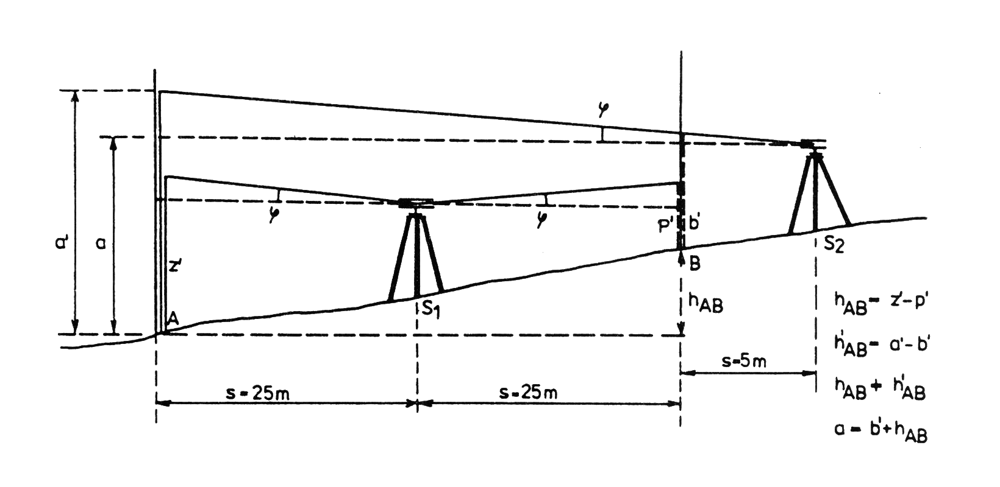 φ
φ
φ
a'
a
z'
p'
b'
A
S1
B
S2
hAB
hAB= z'-p'
h'AB= a'-b'
s=5m
hAB+ h'AB
s=25m
s=25m
a = b'+hAB